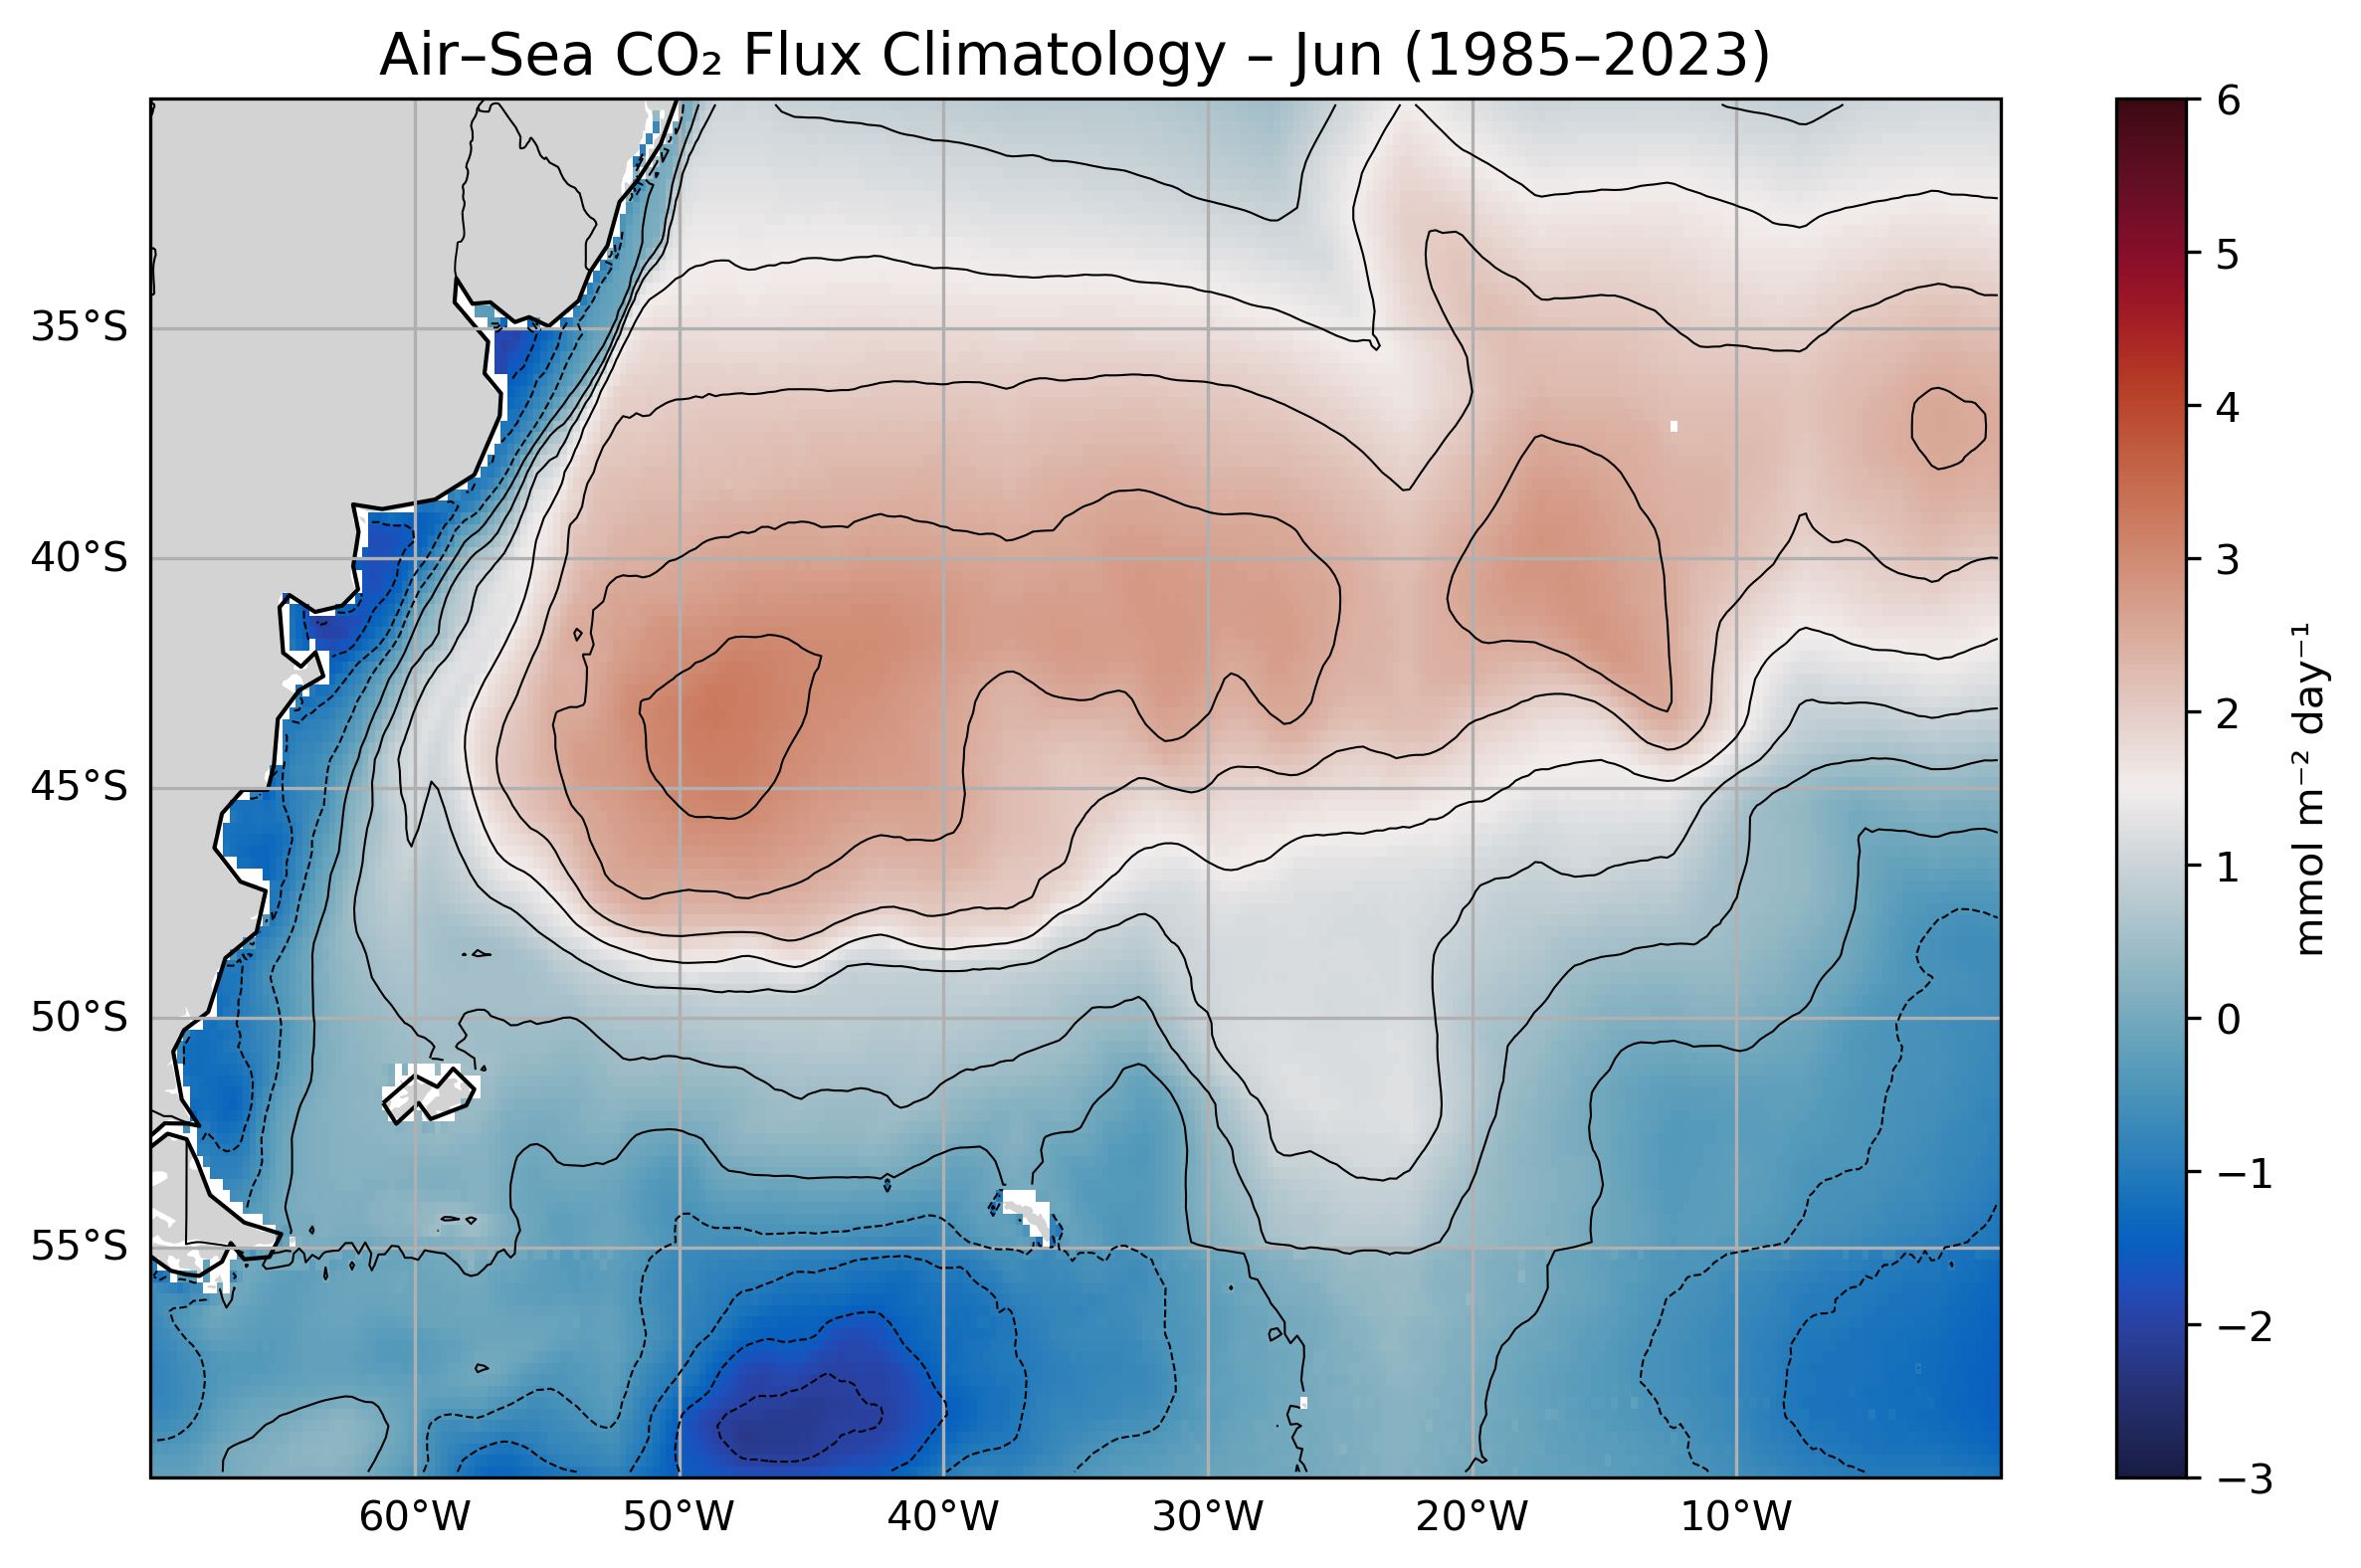 Air–Sea CO₂ Flux Climatology – Jun (1985–2023)
35°S
40°S
45°S
50°S
55°S
60°W
50°W
40°W
30°W
20°W
10°W
6
5
4
3
2
1
0
−1
−2
−3
mmol m⁻² day⁻¹